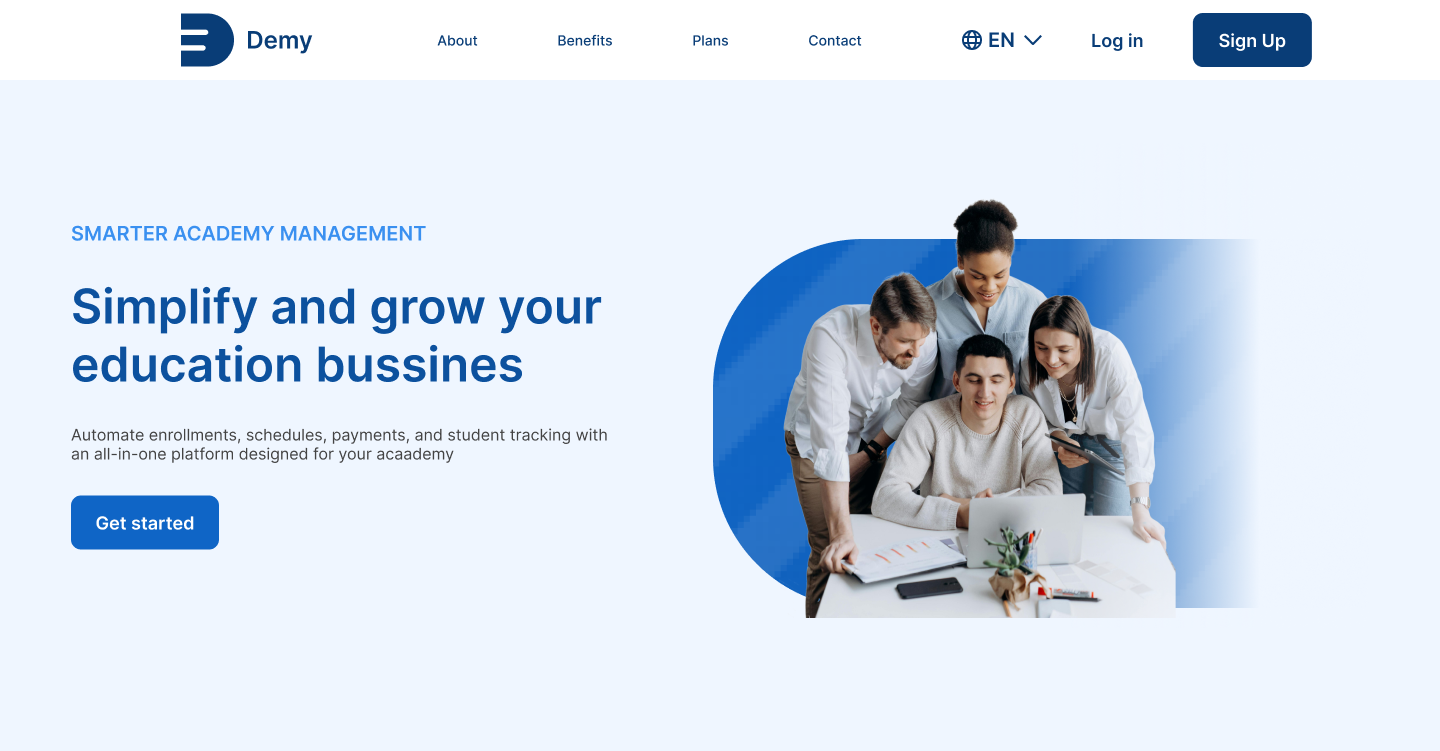 Demy
About
Benefits
Plans
Contact
EN
Log in
Sign Up
SMARTER ACADEMY MANAGEMENT
Simplify and grow your
education bussines
Automate enrollments, schedules, payments, and student tracking with
an all-in-one platform designed for your acaademy
Get started